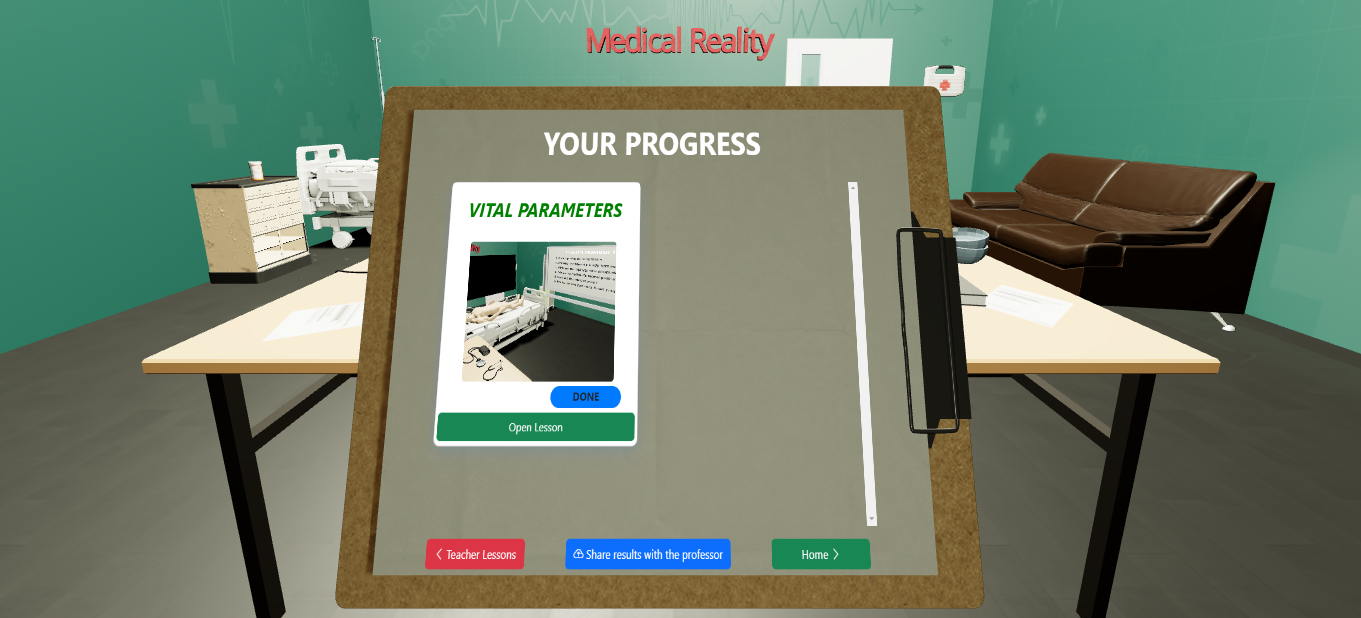 Medical Reality
YOUR PROGRESS
VITAL PARAMETERS
DONE
Open Lesson
Teacher Lessons
Share results with the professor
Home